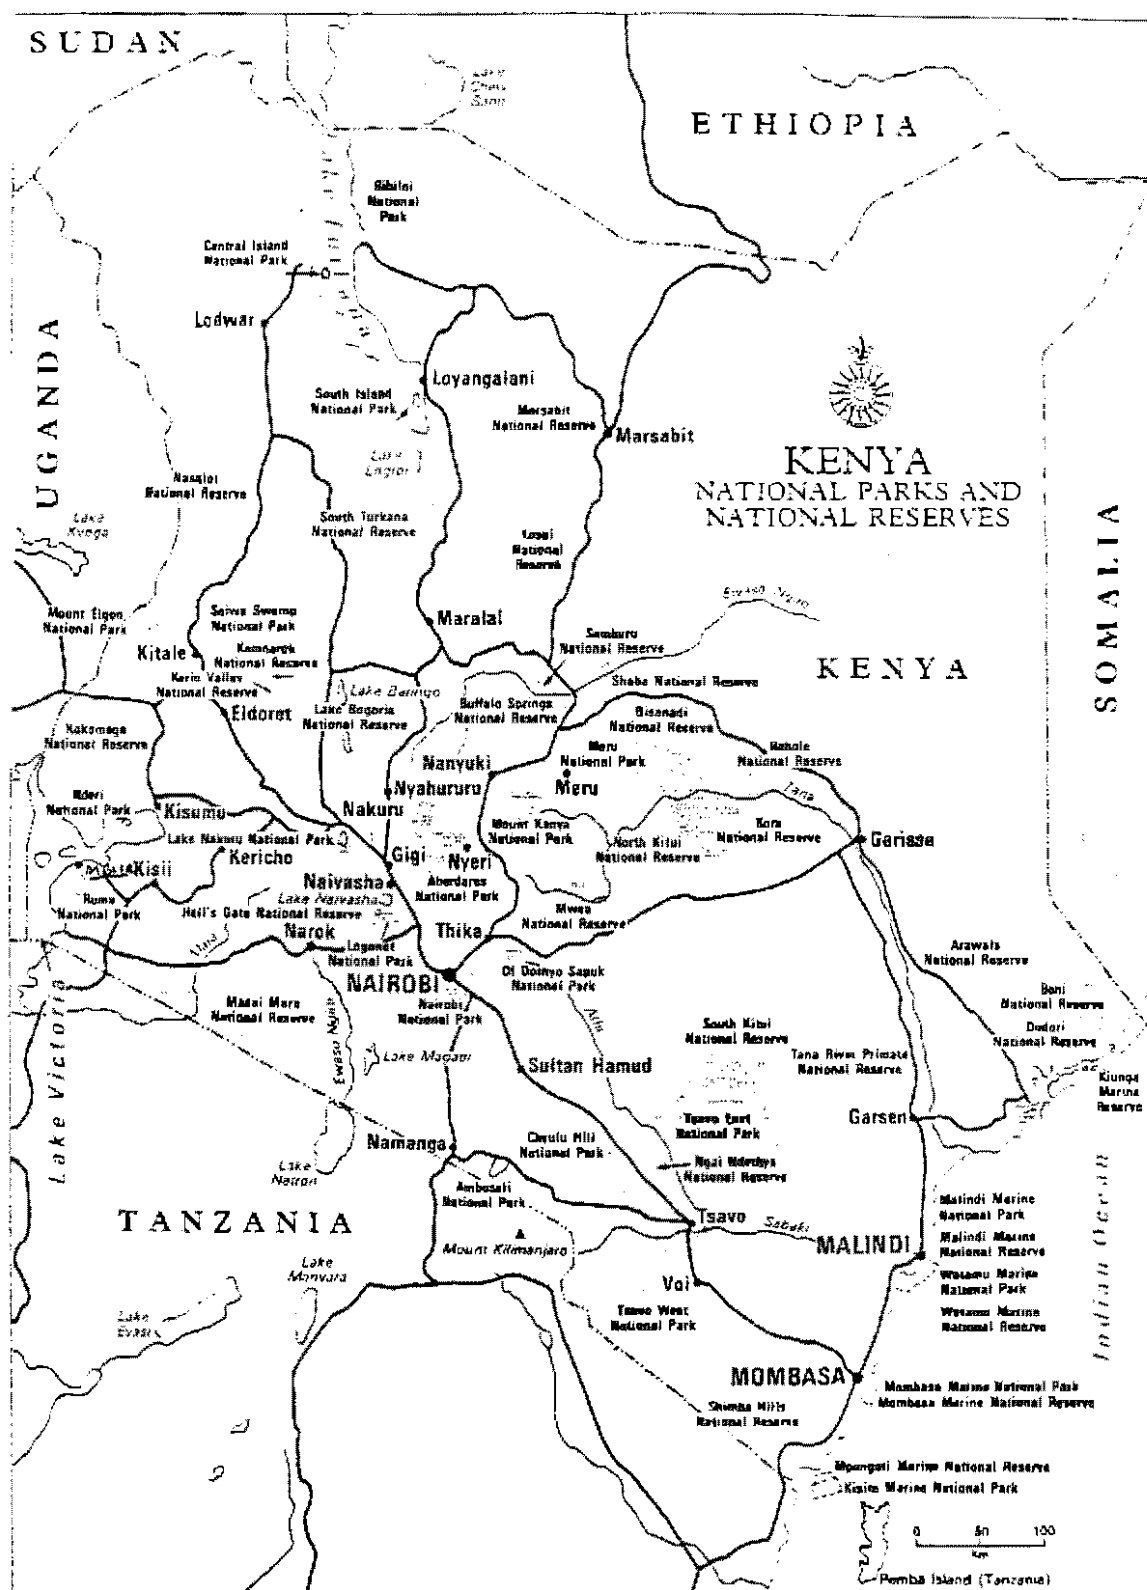 SUDAN
ETHIOPIA
Sibiloi
National
Park
Central Island
National Park
Lodwar
UGANDA
Loyangalani
South Island
National Park
Marsabit
National Reserve
Marsabit
KENYA
NATIONAL PARKS AND
NATIONAL RESERVES
SOMALIA
Nasolot
National Reserve
South Turkana
National Reserve
Losai
National
Reserve
Lake
Kyoga
Mount Elgon
National Park
Saiwa Swamp
National Park
Maralal
Samburu
National Reserve
Kitale
Kamnarok
National Reserve
Kerio Valley
National Reserve
Lake Baringo
Shaba National Reserve
KENYA
Eldoret
Lake Bogoria
National Reserve
Buffalo Springs
National Reserve
Bisanadi
National Reserve
Kakamega
National Reserve
Rahole
National Reserve
Nanyuki
Meru
National Park
Nyahururu
Meru
Tana
National Park
Kisumu
Nakuru
Mount Kenya
National Park
Kora
National Reserve
Lake Nakuru National Park
North Kitui
National Reserve
Garissa
Kericho
Gigi
Nyeri
Kisii
Naivasha
Aberdares
National Park
Ruma
National Park
Lake Naivasha
Hell's Gate National Reserve
Mwea
National Reserve
Narok
Longonot
National Park
Thika
Arawale
National Reserve
NAIROBI
Ol Doinyo Sapuk
National Park
Boni
National Reserve
Masai Mara
National Reserve
Nairobi
National Park
Athi
South Kitui
National Reserve
Dodori
National Reserve
Lake Victoria
Lake Magadi
Sultan Hamud
Tana River Primate
National Reserve
Kiunga
Marine
Reserve
Tsavo East
National Park
Garsen
Namanga
Chyulu Hill
National Park
Ngai Ndethya
National Reserve
Lake
Natron
Amboseli
National Park
TANZANIA
Tsavo
Sabaki
Malindi Marine
National Park
Mount Kilimanjaro
MALINDI
Malindi Marine
National Reserve
Indian Ocean
Lake
Manyara
Voi
Watamu Marine
National Park
Lake
Tsavo West
National Park
Watamu Marine
National Reserve
MOMBASA
Mombasa Marine National Park
Mombasa Marine National Reserve
Shimba Hills
National Reserve
Marine National Reserve
Kisite Marine National Park
0 50 100
Km
Pemba Island (Tanzania)